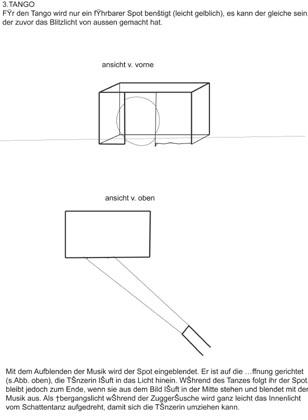 3.TANGO
FŸr den Tango wird nur ein fŸhrbarer Spot benštigt (leicht gelblich), es kann der gleiche sein,
der zuvor das Blitzlicht von aussen gemacht hat.
ansicht v. vorne
ansicht v. oben
Mit dem Aufblenden der Musik wird der Spot eingeblendet. Er ist auf die …ffnung gerichtet
(s.Abb. oben), die TŠnzerin lŠuft in das Licht hinein. WŠhrend des Tanzes folgt ihr der Spot,
bleibt jedoch zum Ende, wenn sie aus dem Bild lŠuft in der Mitte stehen und blendet mit der
Musik aus. Als †bergangslicht wŠhrend der ZuggerŠusche wird ganz leicht das Innenlicht
vom Schattentanz aufgedreht, damit sich die TŠnzerin umziehen kann.